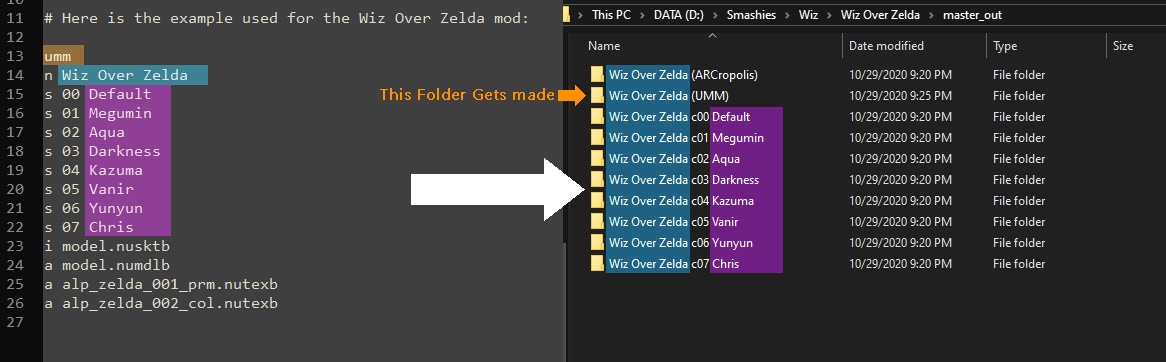 10
11 # Here is the example used for the Wiz Over Zelda mod:
12
13 umm
14 n Wiz Over Zelda
15 s 00 Default
16 s 01 Megumin
17 s 02 Aqua
18 s 03 Darkness
19 s 04 Kazuma
20 s 05 Vanir
21 s 06 Yunyun
22 s 07 Chris
23 i model.nusktb
24 a model.numdlb
25 a alp_zelda_001_prm.nutexb
26 a alp_zelda_002_col.nutexb
27
This Folder Gets made
> This PC > DATA (D:) > Smashies > Wiz > Wiz Over Zelda > master_out
Name Date modified Type Size
Wiz Over Zelda (ARCropolis) 10/29/2020 9:20 PM File folder
Wiz Over Zelda (UMM) 10/29/2020 9:25 PM File folder
Wiz Over Zelda c00 Default 10/29/2020 9:20 PM File folder
Wiz Over Zelda c01 Megumin 10/29/2020 9:20 PM File folder
Wiz Over Zelda c02 Aqua 10/29/2020 9:20 PM File folder
Wiz Over Zelda c03 Darkness 10/29/2020 9:20 PM File folder
Wiz Over Zelda c04 Kazuma 10/29/2020 9:20 PM File folder
Wiz Over Zelda c05 Vanir 10/29/2020 9:20 PM File folder
Wiz Over Zelda c06 Yunyun 10/29/2020 9:20 PM File folder
Wiz Over Zelda c07 Chris 10/29/2020 9:20 PM File folder